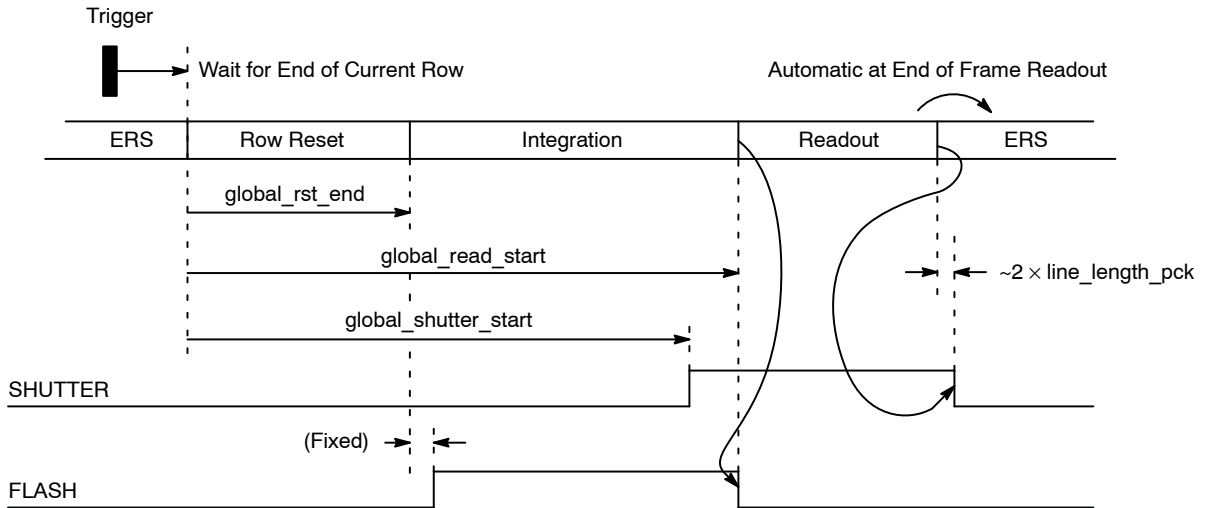 Trigger
Wait for End of Current Row
Automatic at End of Frame Readout
ERS
Row Reset
Integration
Readout
ERS
global_rst_end
global_read_start
~2 × line_length_pck
global_shutter_start
SHUTTER
(Fixed)
FLASH